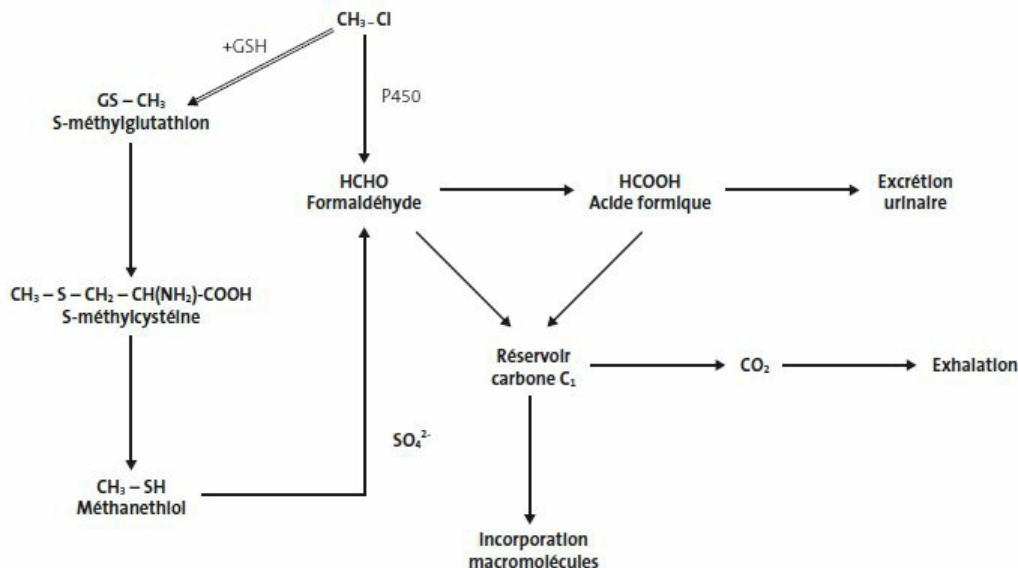 CH₃–Cl
+GSH
P450
GS – CH₃
S-méthylglutathion
HCHO
Formaldéhyde
HCOOH
Acide formique
Excrétion
urinaire
CH₃ – S – CH₂ – CH(NH₂)-COOH
S-méthylcystéine
Réservoir
carbone C₁
CO₂
Exhalation
SO₄²⁻
CH₃ – SH
Méthanethiol
Incorporation
macromolécules